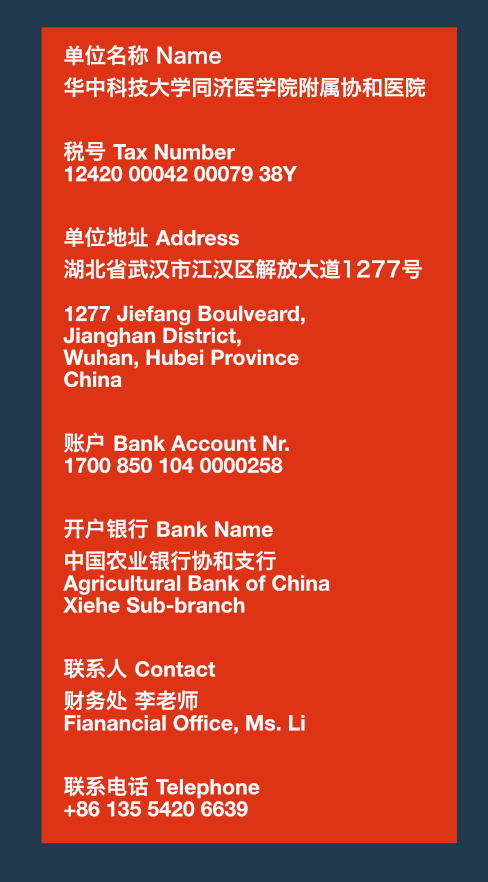 单位名称 Name
华中科技大学同济医学院附属协和医院
税号 Tax Number
12420 00042 00079 38Y
单位地址 Address
湖北省武汉市江汉区解放大道1277号
1277 Jiefang Boulveard,
Jianghan District,
Wuhan, Hubei Province
China
账户 Bank Account Nr.
1700 850 104 0000258
开户银行 Bank Name
中国农业银行协和支行
Agricultural Bank of China
Xiehe Sub-branch
联系人 Contact
财务处 李老师
Fianancial Office, Ms. Li
联系电话 Telephone
+86 135 5420 6639